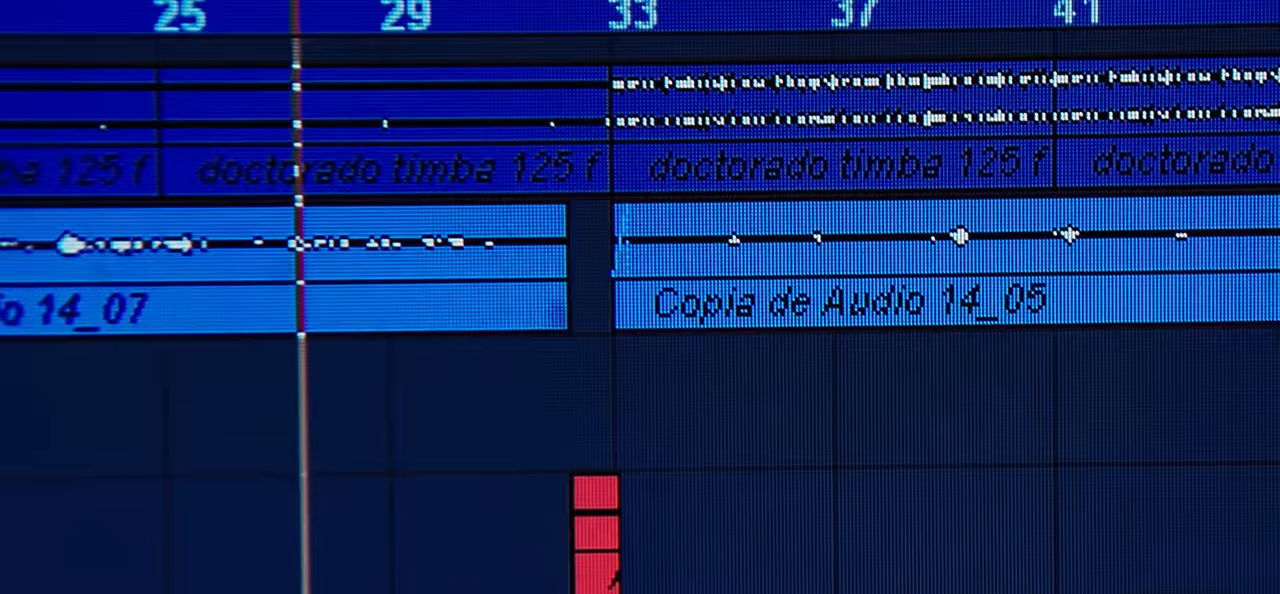 25 29 33 37 41
ba 125 f doctorado timba 125 f doctorado timba 125 f doctorado
io 14_07 Copia de Audio 14_05